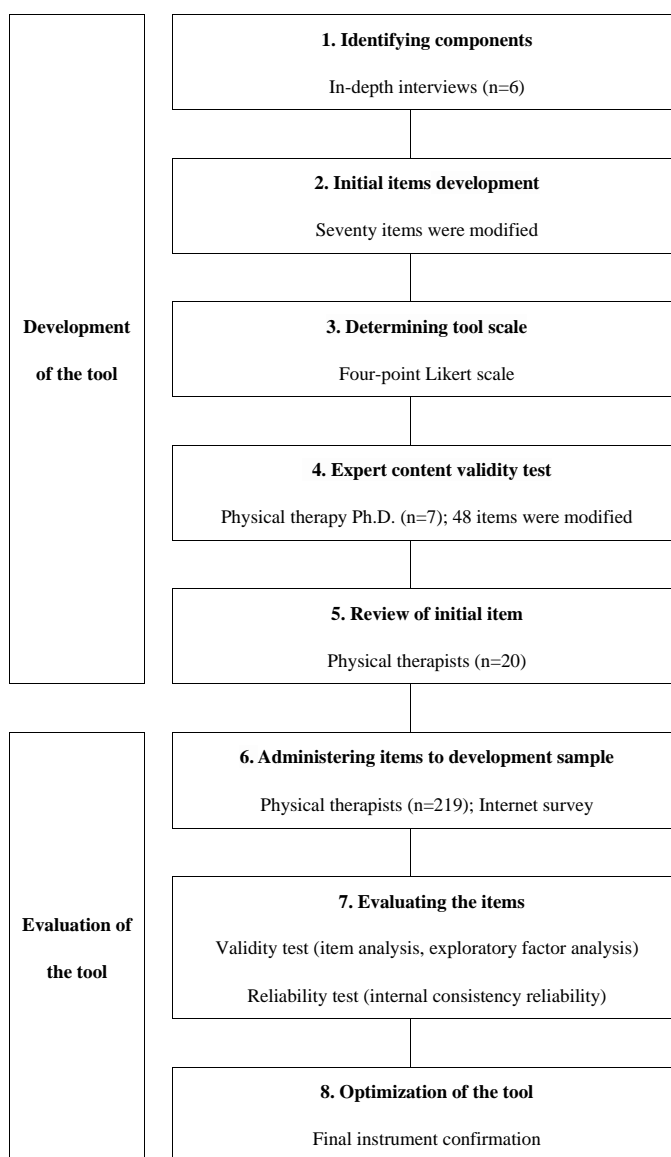 1. Identifying components
In-depth interviews (n=6)
2. Initial items development
Seventy items were modified
Development
of the tool
3. Determining tool scale
Four-point Likert scale
4. Expert content validity test
Physical therapy Ph.D. (n=7); 48 items were modified
5. Review of initial item
Physical therapists (n=20)
6. Administering items to development sample
Physical therapists (n=219); Internet survey
Evaluation of
the tool
7. Evaluating the items
Validity test (item analysis, exploratory factor analysis)
Reliability test (internal consistency reliability)
8. Optimization of the tool
Final instrument confirmation